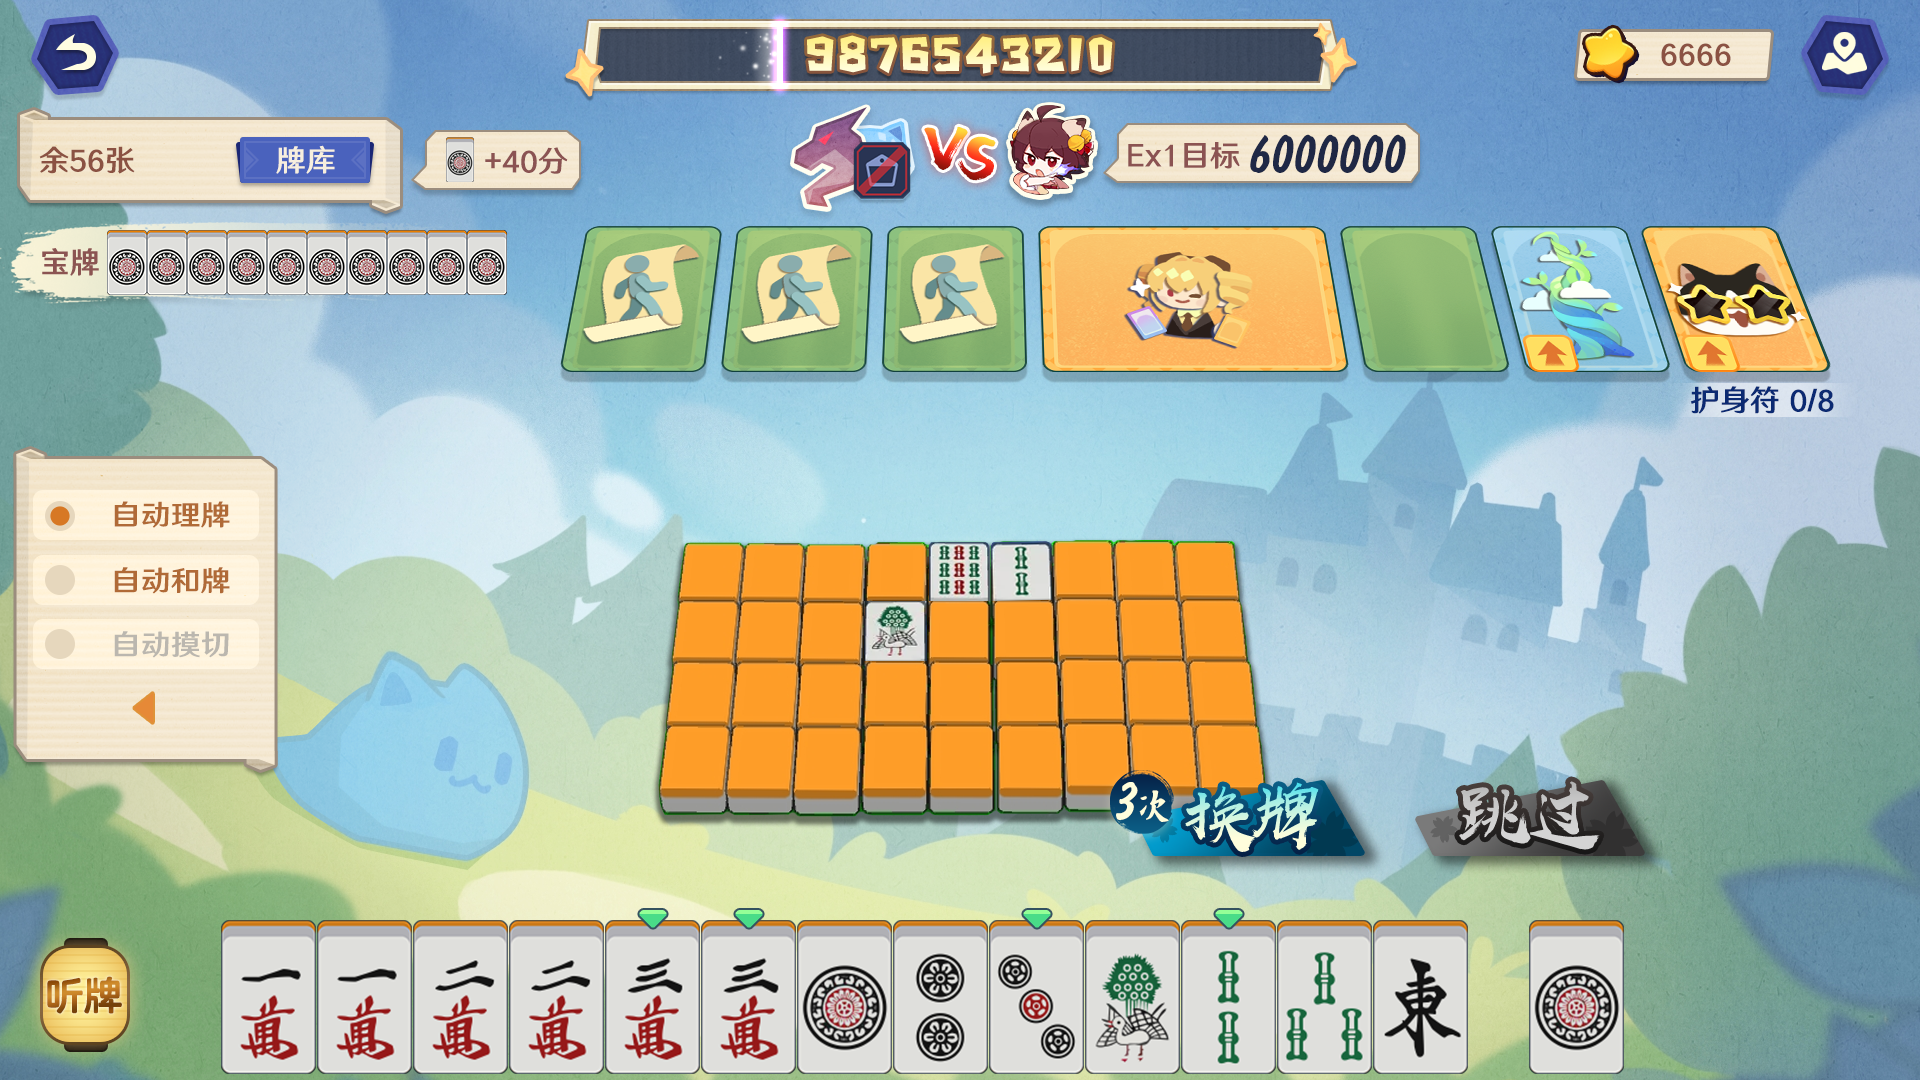 9876543210
6666
余56张
牌库
+40分
VS
Ex1目标 6000000
宝牌
护身符 0/8
自动理牌
自动和牌
自动摸切
3次 换牌
跳过
听牌
一萬 一萬 二萬 二萬 三萬 三萬 東